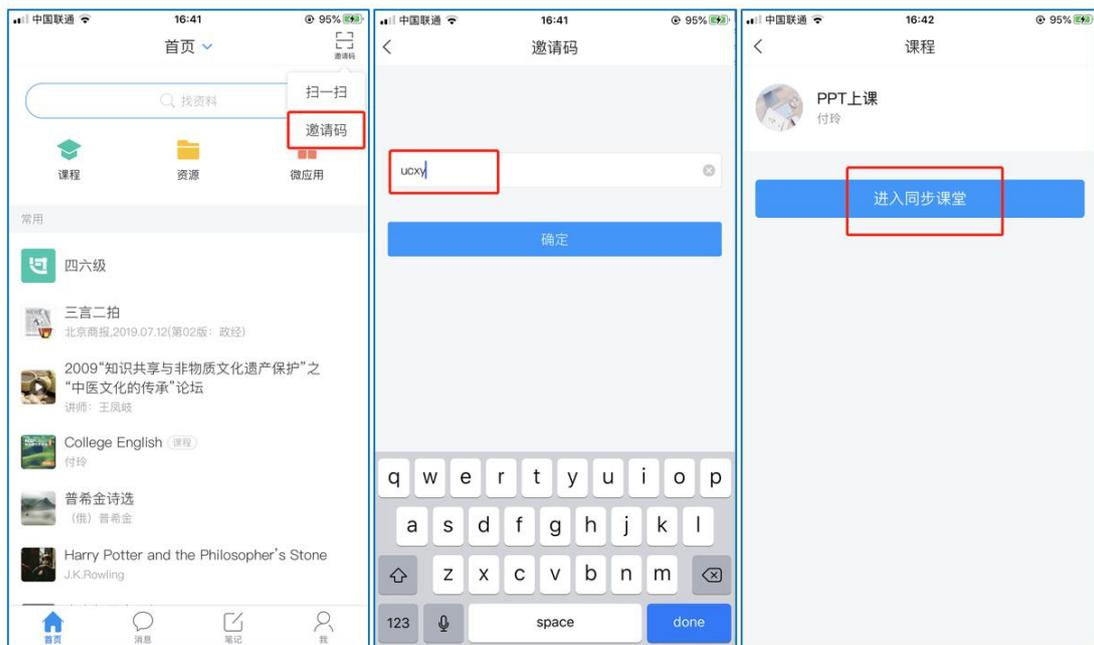 中国联通
16:41
95%
首页
邀请码
扫一扫
找资料
邀请码
课程
资源
微应用
常用
四六级
三言二拍
北京商报,2019.07.12(第02版：政经)
2009“知识共享与非物质文化遗产保护”之
“中医文化的传承”论坛
讲师：王凤岐
College English 课程
付玲
普希金诗选
（俄）普希金
Harry Potter and the Philosopher's Stone
J.K.Rowling
首页
消息
笔记
我
中国联通
16:41
95%
邀请码
ucxy
确定
q w e r t y u i o p
a s d f g h j k l
z x c v b n m
123 space done
中国联通
16:42
95%
课程
PPT上课
付玲
进入同步课堂